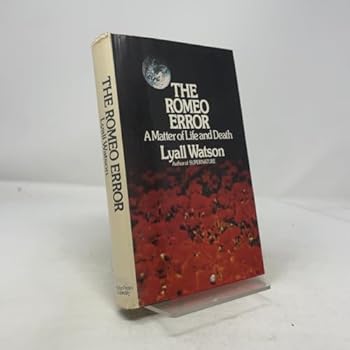 THE
ROMEO
ERROR
A Matter of Life and Death
Lyall Watson
Author of SUPERNATURE
THE ROMEO ERROR
Lyall Watson